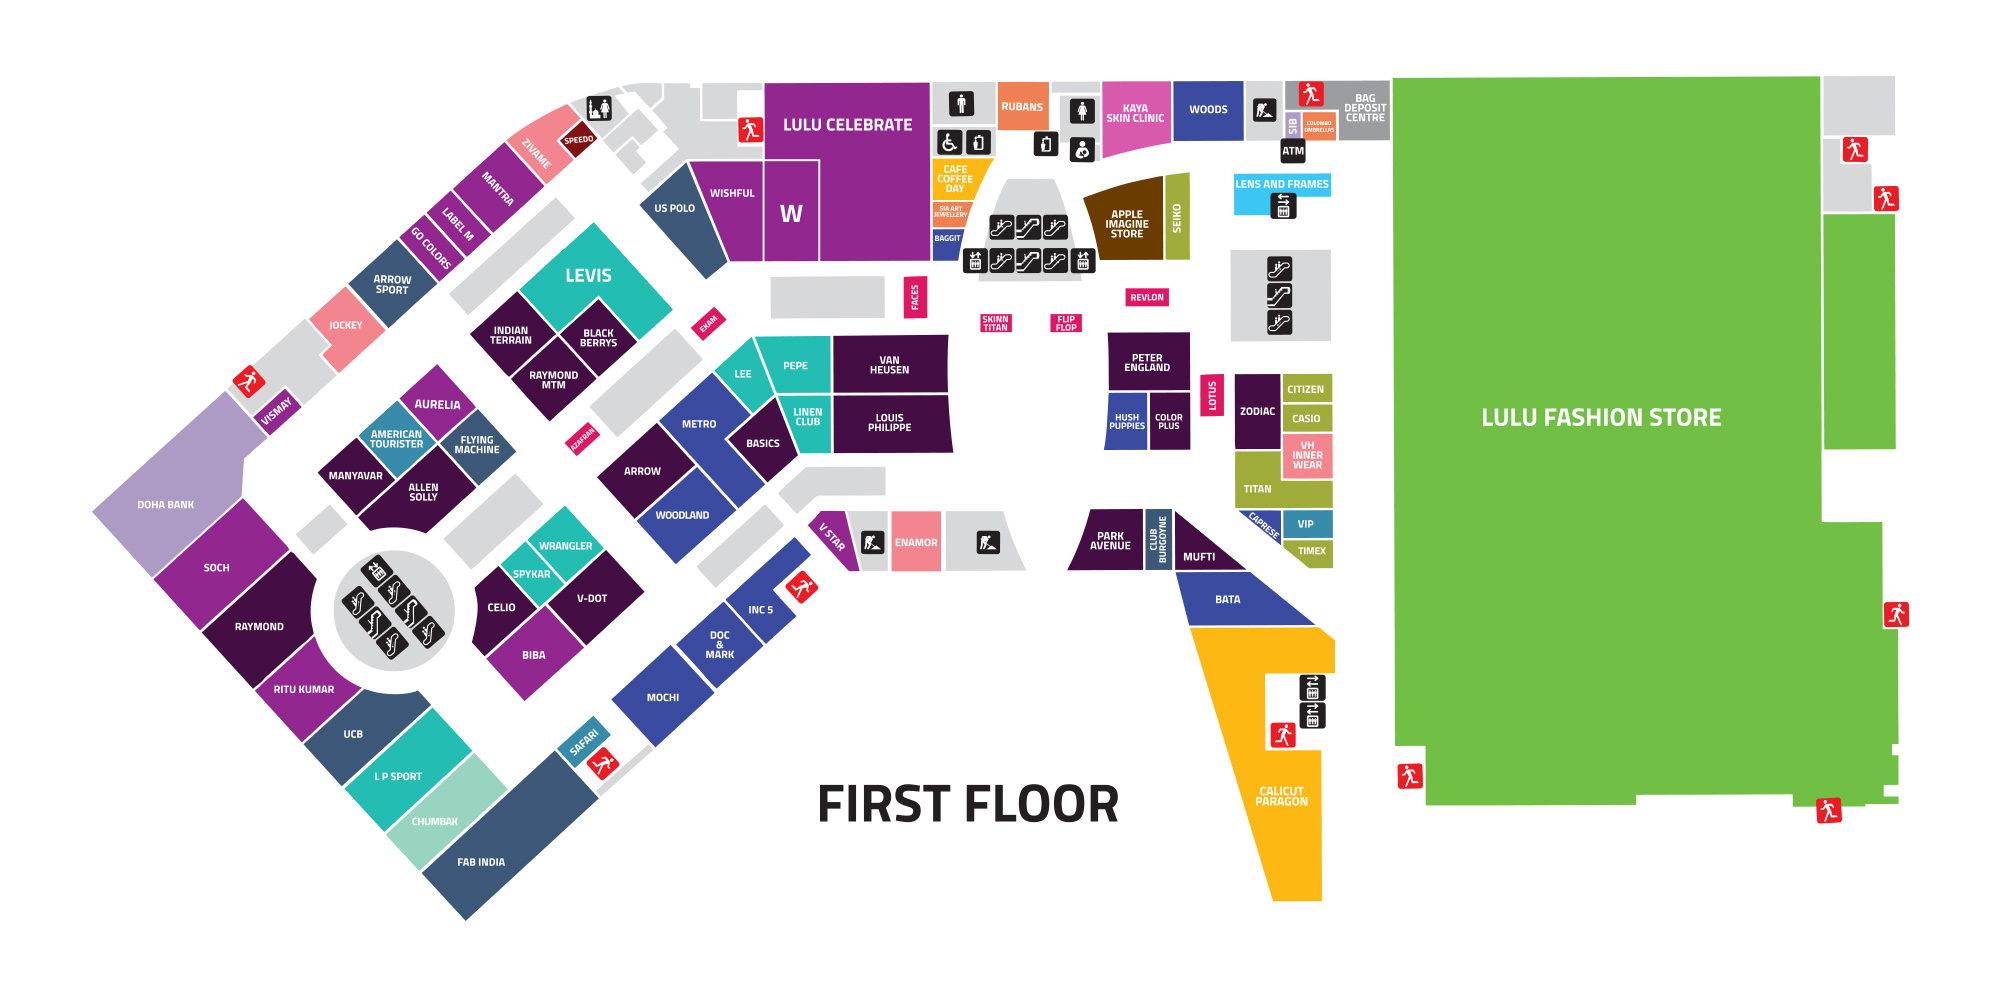 LULU CELEBRATE
RUBANS
KAYA
SKIN CLINIC
WOODS
BAG
DEPOSIT
CENTRE
SIB
COLOMBO
UMBRELLAS
ATM
SPEEDO
ZIVAME
MANTRA
LABEL M
GO COLORS
ARROW
SPORT
JOCKEY
VISMAY
US POLO
WISHFUL
W
CAFE
COFFEE
DAY
SIA ART
JEWELLERY
BAGGIT
APPLE
IMAGINE
STORE
SEIKO
LENS AND FRAMES
LEVIS
INDIAN
TERRAIN
BLACK
BERRYS
RAYMOND
MTM
EKAM
FACES
SKINN
TITAN
FLIP
FLOP
REVLON
LEE
PEPE
VAN
HEUSEN
LINEN
CLUB
LOUIS
PHILIPPE
METRO
BASICS
ARROW
WOODLAND
AZAFRAN
PETER
ENGLAND
HUSH
PUPPIES
COLOR
PLUS
LOTUS
ZODIAC
CITIZEN
CASIO
VH
INNER
WEAR
TITAN
CAPRESE
VIP
TIMEX
LULU FASHION STORE
AURELIA
AMERICAN
TOURISTER
FLYING
MACHINE
MANYAVAR
ALLEN
SOLLY
DOHA BANK
SOCH
RAYMOND
RITU KUMAR
UCB
L P SPORT
CHUMBAK
FAB INDIA
SAFARI
WRANGLER
SPYKAR
CELIO
V-DOT
BIBA
V STAR
ENAMOR
INC 5
DOC
&
MARK
MOCHI
PARK
AVENUE
CLUB
BURGOYNE
MUFTI
BATA
CALICUT
PARAGON
FIRST FLOOR